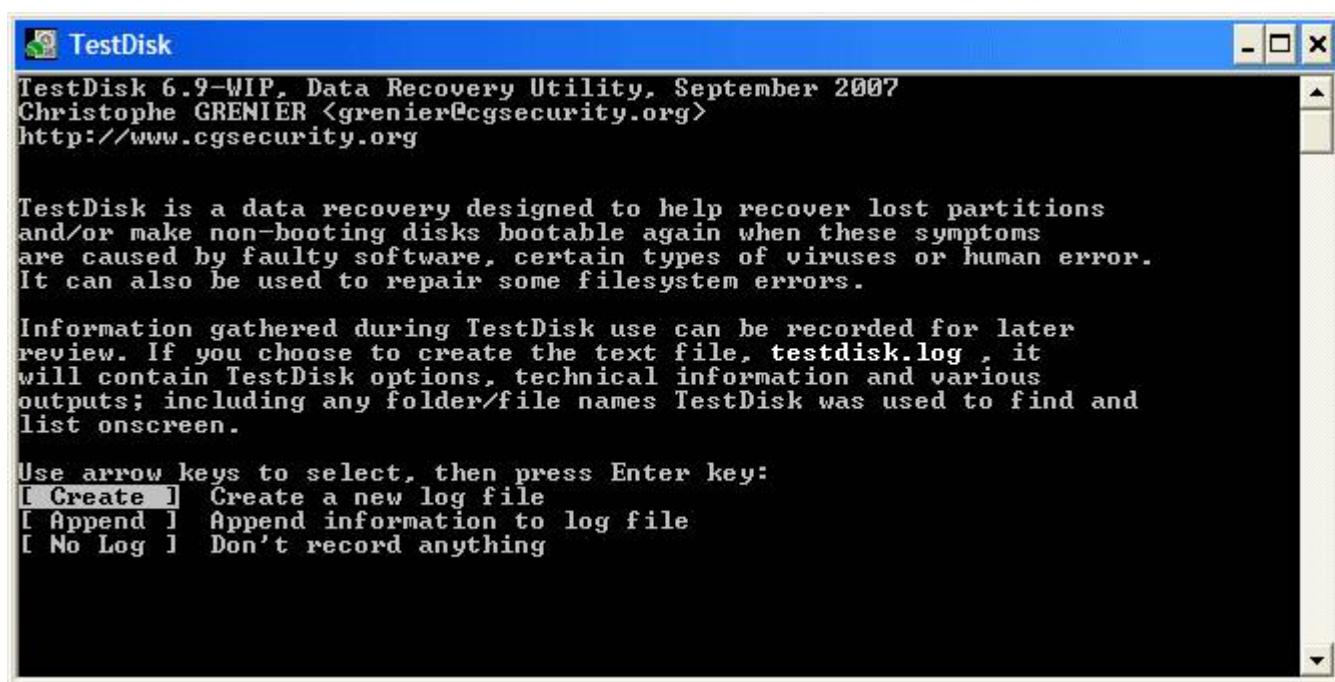 TestDisk
TestDisk 6.9-WIP, Data Recovery Utility, September 2007
Christophe GRENIER <grenier@cgsecurity.org>
http://www.cgsecurity.org
TestDisk is a data recovery designed to help recover lost partitions
and/or make non-booting disks bootable again when these symptoms
are caused by faulty software, certain types of viruses or human error.
It can also be used to repair some filesystem errors.
Information gathered during TestDisk use can be recorded for later
review. If you choose to create the text file, testdisk.log , it
will contain TestDisk options, technical information and various
outputs; including any folder/file names TestDisk was used to find and
list onscreen.
Use arrow keys to select, then press Enter key:
[ Create ]  Create a new log file
[ Append ]  Append information to log file
[ No Log ]  Don't record anything